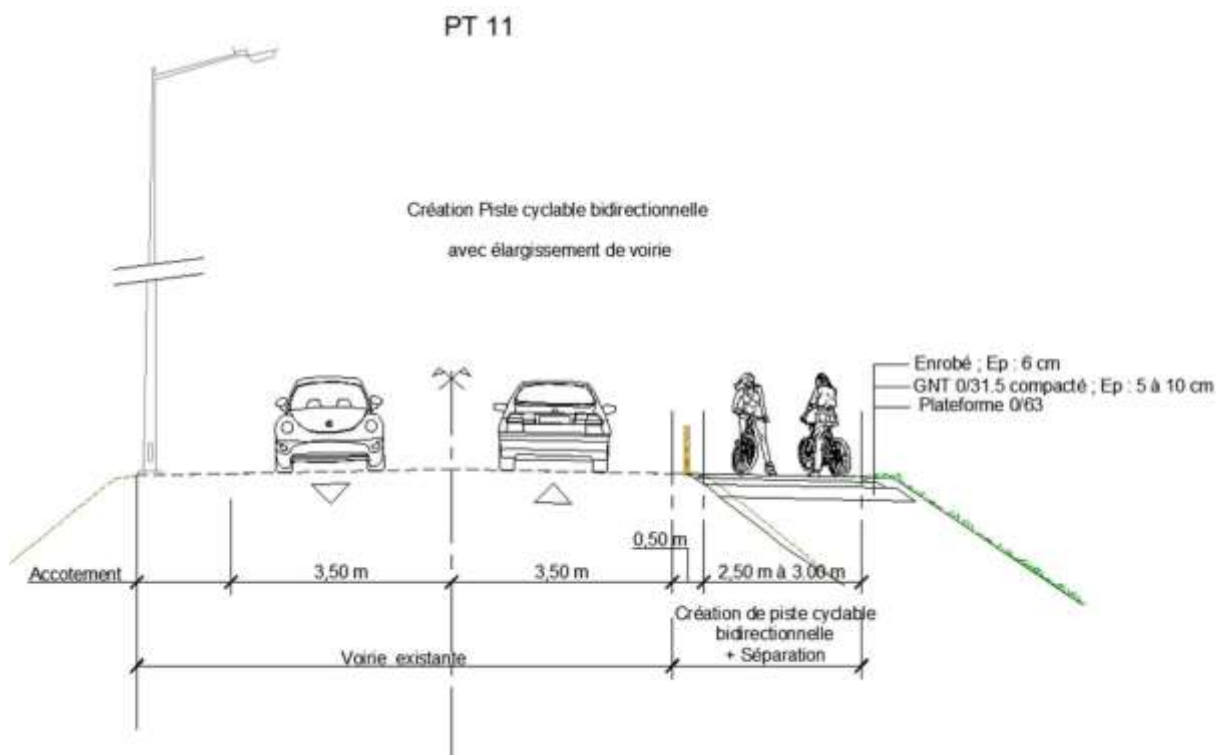 PT 11
Création Piste cyclable bidirectionnelle
avec élargissement de voirie
Enrobé ; Ep : 6 cm
GNT 0/31.5 compacté ; Ep : 5 à 10 cm
Plateforme 0/63
0,50 m
Accotement
3,50 m
3,50 m
2,50 m à 3.00 m
Création de piste cyclable
bidirectionnelle
+ Séparation
Voirie existante